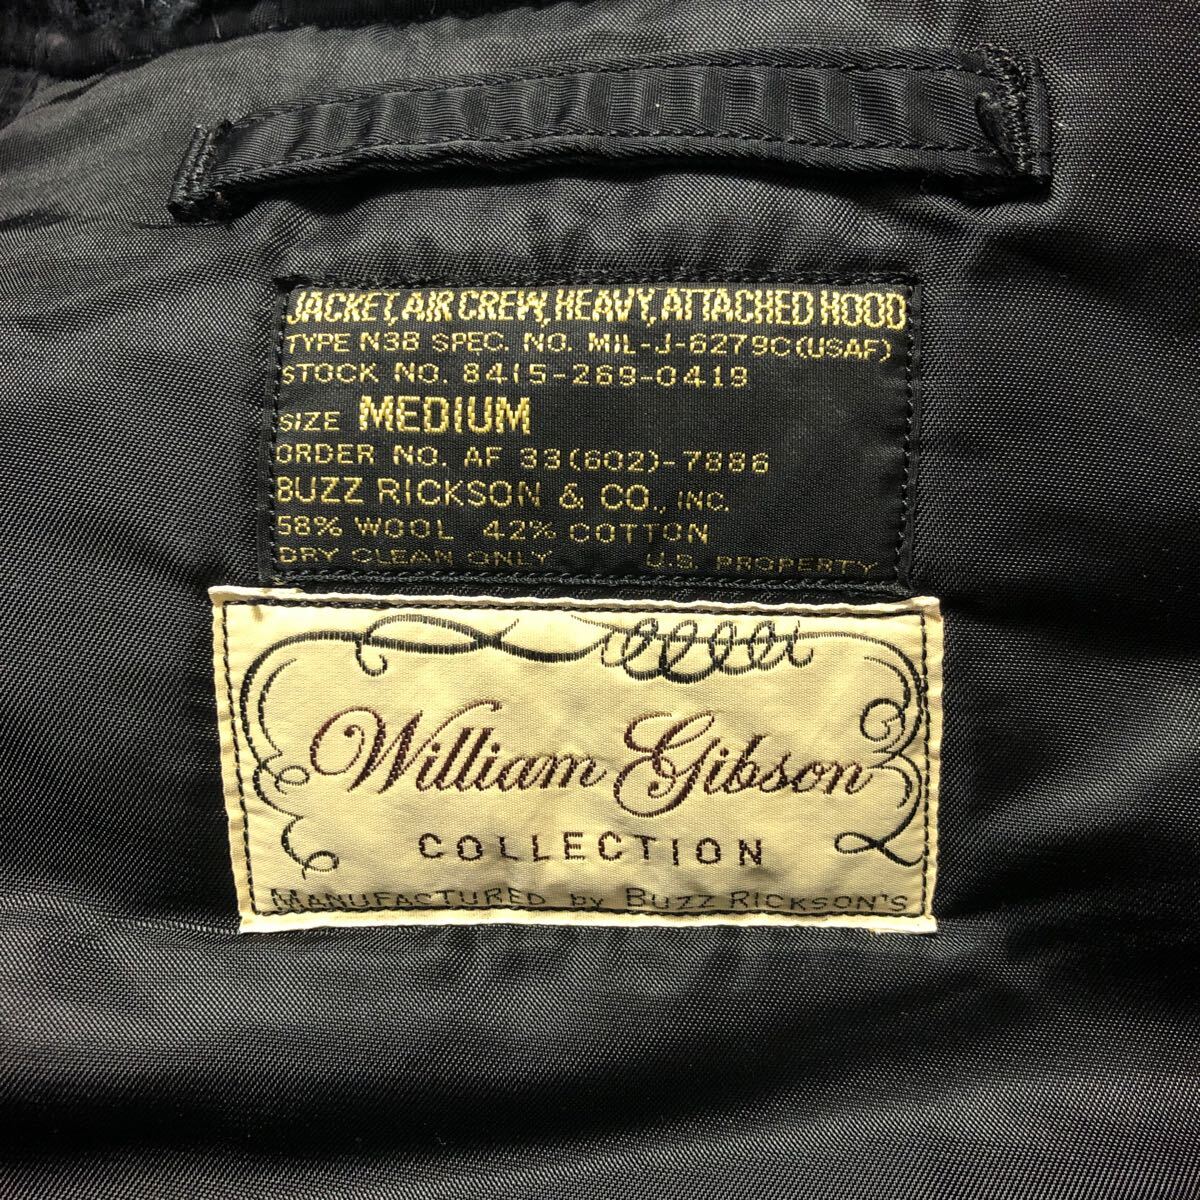 JACKET, AIR CREW, HEAVY, ATTACHED HOOD
TYPE N3B SPEC. NO. MIL-J-6279C (USAF)
STOCK NO. 8415-269-0419
SIZE MEDIUM
ORDER NO. AF 33(602)-7886
BUZZ RICKSON & CO., INC.
58% WOOL 42% COTTON
DRY CLEAN ONLY U.S. PROPERTY
William Gibson
COLLECTION
MANUFACTURED by BUZZ RICKSON'S